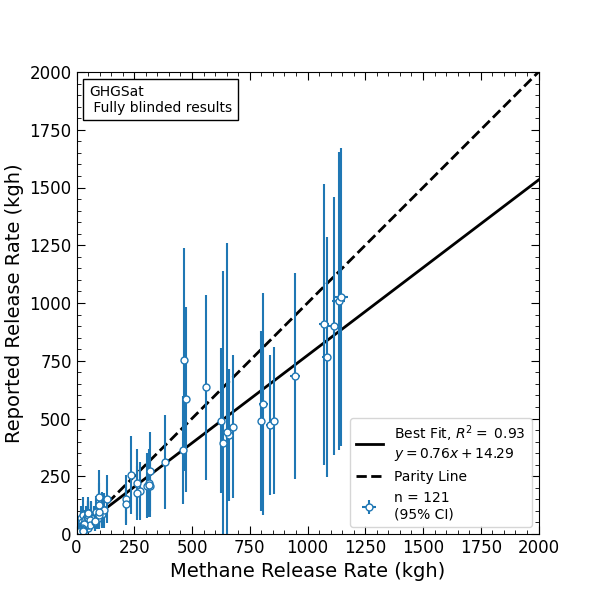 GHGSat
Fully blinded results
Reported Release Rate (kgh)
2000
1750
1500
1250
1000
750
500
250
0
Best Fit, R² = 0.93
y = 0.76x + 14.29
Parity Line
n = 121
(95% CI)
0 250 500 750 1000 1250 1500 1750 2000
Methane Release Rate (kgh)